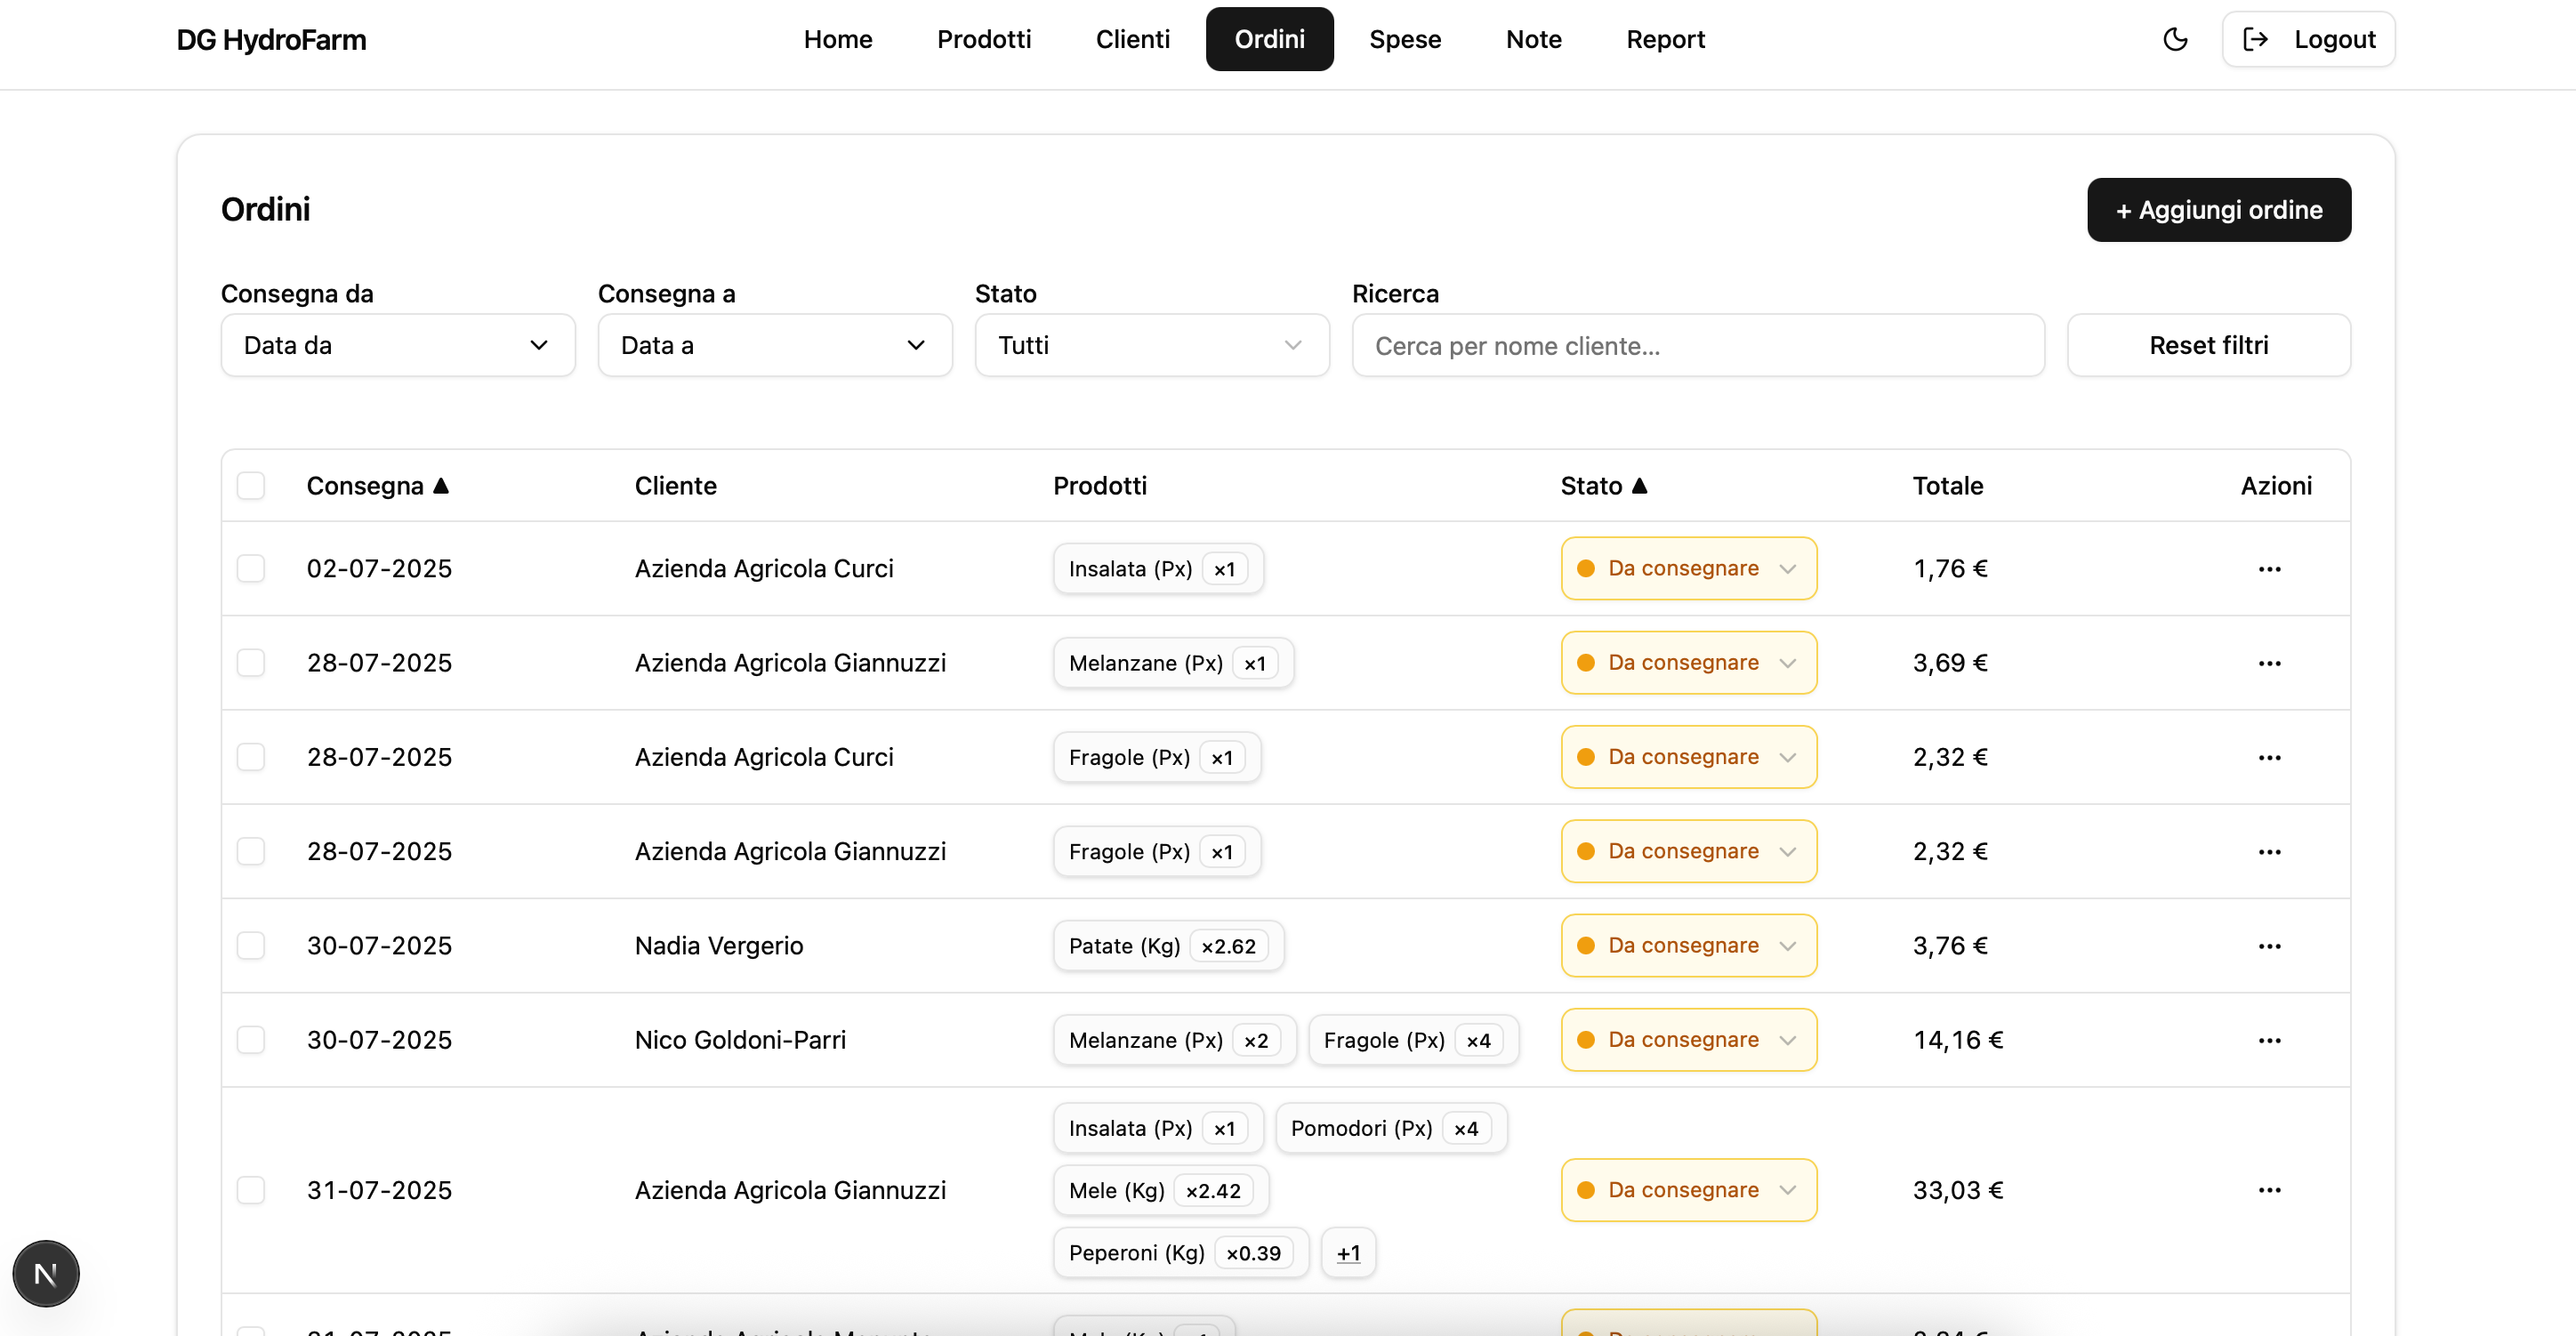 DG HydroFarm Home Prodotti Clienti Ordini Spese Note Report Logout
Ordini + Aggiungi ordine
Consegna da Consegna a Stato Ricerca
Data da Data a Tutti Cerca per nome cliente... Reset filtri
Consegna ▲ Cliente Prodotti Stato ▲ Totale Azioni
02-07-2025 Azienda Agricola Curci Insalata (Px) ×1 Da consegnare 1,76 € ...
28-07-2025 Azienda Agricola Giannuzzi Melanzane (Px) ×1 Da consegnare 3,69 € ...
28-07-2025 Azienda Agricola Curci Fragole (Px) ×1 Da consegnare 2,32 € ...
28-07-2025 Azienda Agricola Giannuzzi Fragole (Px) ×1 Da consegnare 2,32 € ...
30-07-2025 Nadia Vergerio Patate (Kg) ×2.62 Da consegnare 3,76 € ...
30-07-2025 Nico Goldoni-Parri Melanzane (Px) ×2 Fragole (Px) ×4 Da consegnare 14,16 € ...
Insalata (Px) ×1 Pomodori (Px) ×4
31-07-2025 Azienda Agricola Giannuzzi Mele (Kg) ×2.42 Da consegnare 33,03 € ...
Peperoni (Kg) ×0.39 +1
N